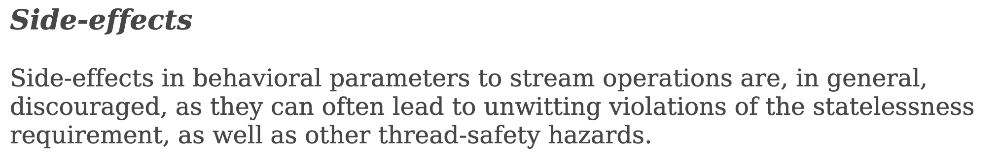 Side-effects
Side-effects in behavioral parameters to stream operations are, in general,
discouraged, as they can often lead to unwitting violations of the statelessness
requirement, as well as other thread-safety hazards.